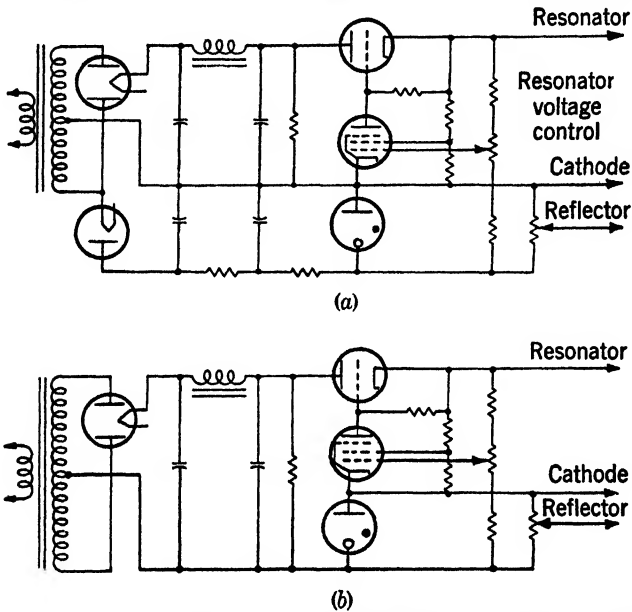 Resonator
Resonator
voltage
control
Cathode
Reflector
(a)
Resonator
Cathode
Reflector
(b)